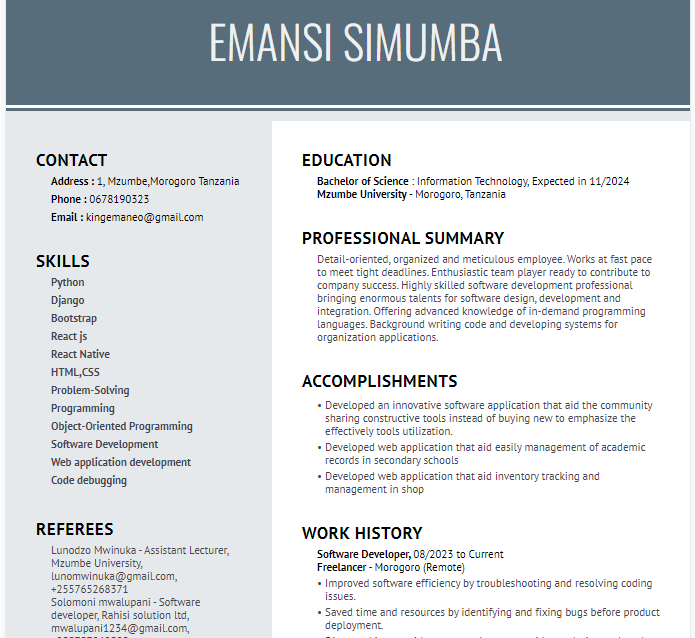 EMANSI SIMUMBA
CONTACT
Address : 1, Mzumbe,Morogoro Tanzania
Phone : 0678190323
Email : kingemaneo@gmail.com
SKILLS
Python
Django
Bootstrap
React js
React Native
HTML,CSS
Problem-Solving
Programming
Object-Oriented Programming
Software Development
Web application development
Code debugging
REFEREES
Lunodzo Mwinuka - Assistant Lecturer,
Mzumbe University,
lunomwinuka@gmail.com,
+255765268371
Solomoni mwalupani - Software
developer, Rahisi solution ltd,
mwalupani1234@gmail.com,
EDUCATION
Bachelor of Science : Information Technology, Expected in 11/2024
Mzumbe University - Morogoro, Tanzania
PROFESSIONAL SUMMARY
Detail-oriented, organized and meticulous employee. Works at fast pace
to meet tight deadlines. Enthusiastic team player ready to contribute to
company success. Highly skilled software development professional
bringing enormous talents for software design, development and
integration. Offering advanced knowledge of in-demand programming
languages. Background writing code and developing systems for
organization applications.
ACCOMPLISHMENTS
• Developed an innovative software application that aid the community
sharing constructive tools instead of buying new to emphasize the
effectively tools utilization.
• Developed web application that aid easily management of academic
records in secondary schools
• Developed web application that aid inventory tracking and
management in shop
WORK HISTORY
Software Developer, 08/2023 to Current
Freelancer - Morogoro (Remote)
• Improved software efficiency by troubleshooting and resolving coding
issues.
• Saved time and resources by identifying and fixing bugs before product
deployment.